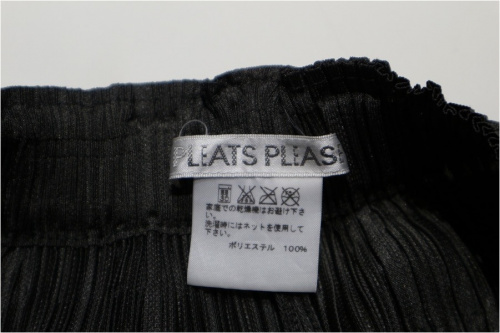 PLEATS PLEAS
家庭での乾燥機はお避け下さ
い。
洗濯時にはネットを使用して
下さい。
ポリエステル 100%